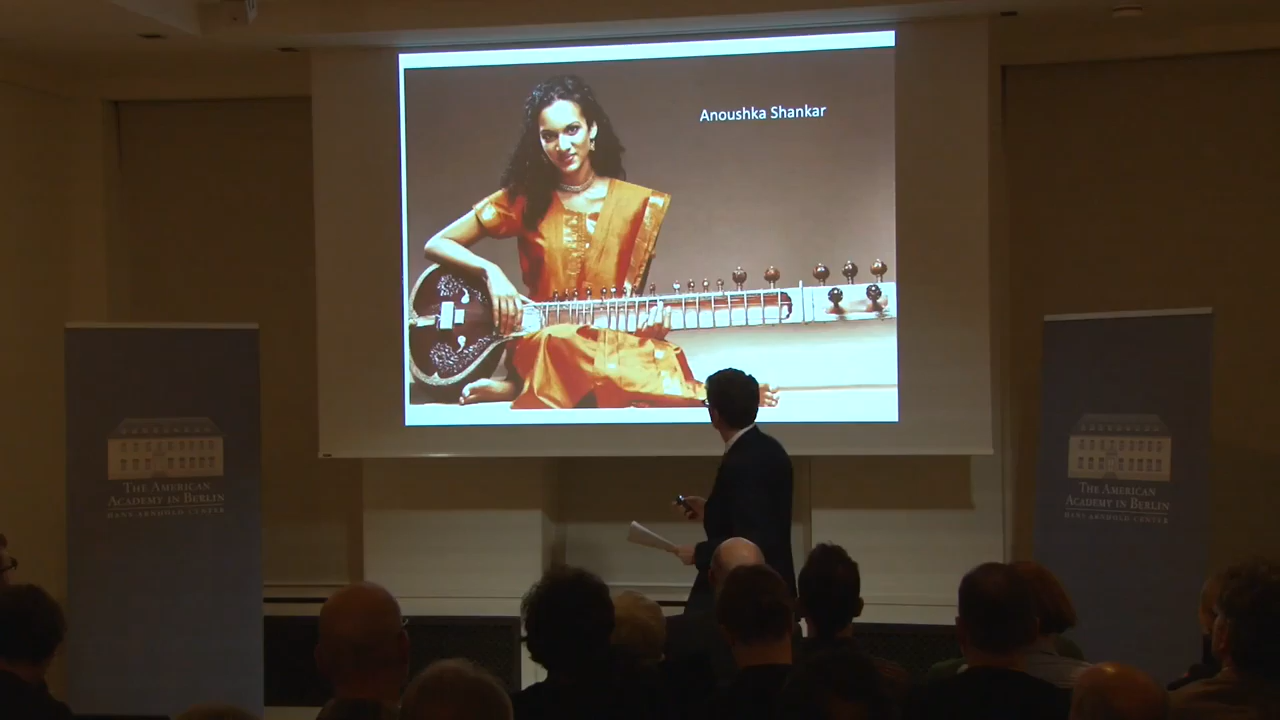 Anoushka Shankar
THE AMERICAN
ACADEMY IN BERLIN
HANS ARNHOLD CENTER
THE AMERICAN
ACADEMY IN BERLIN
HANS ARNHOLD CENTER